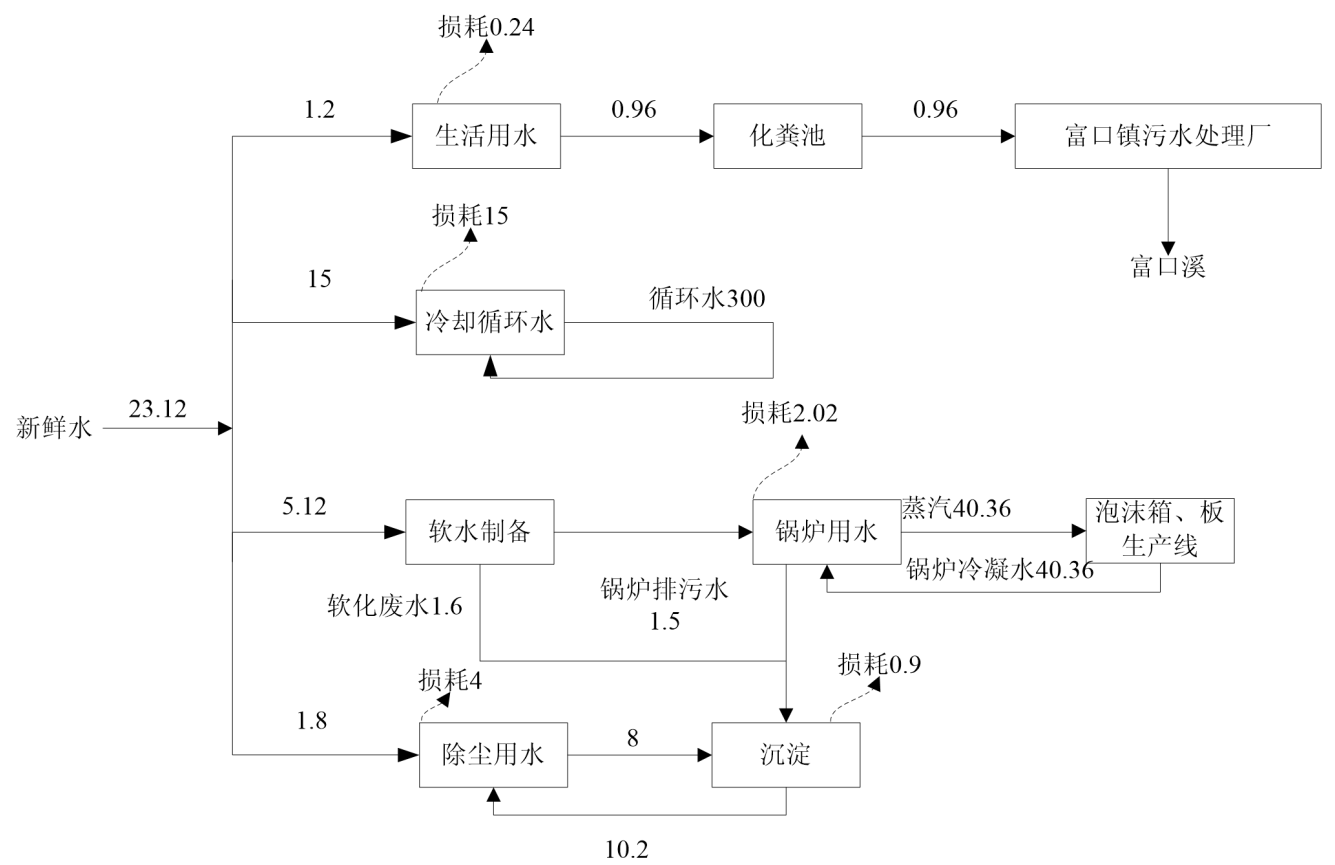 损耗0.24
1.2
生活用水
0.96
化粪池
0.96
富口镇污水处理厂
富口溪
损耗15
15
冷却循环水
循环水300
新鲜水
23.12
损耗2.02
5.12
软水制备
锅炉用水
蒸汽40.36
泡沫箱、板
生产线
锅炉冷凝水40.36
软化废水1.6
锅炉排污水
1.5
损耗4
损耗0.9
1.8
除尘用水
8
沉淀
10.2